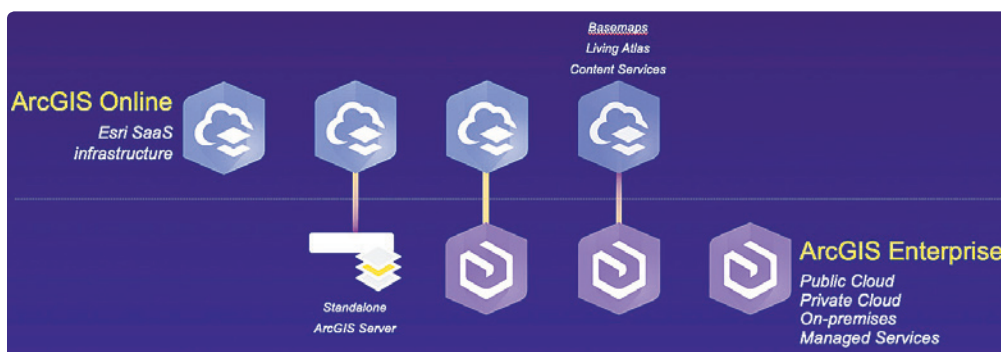 Basemaps
Living Atlas
Content Services
ArcGIS Online
Esri SaaS
infrastructure
Standalone
ArcGIS Server
ArcGIS Enterprise
Public Cloud
Private Cloud
On-premises
Managed Services